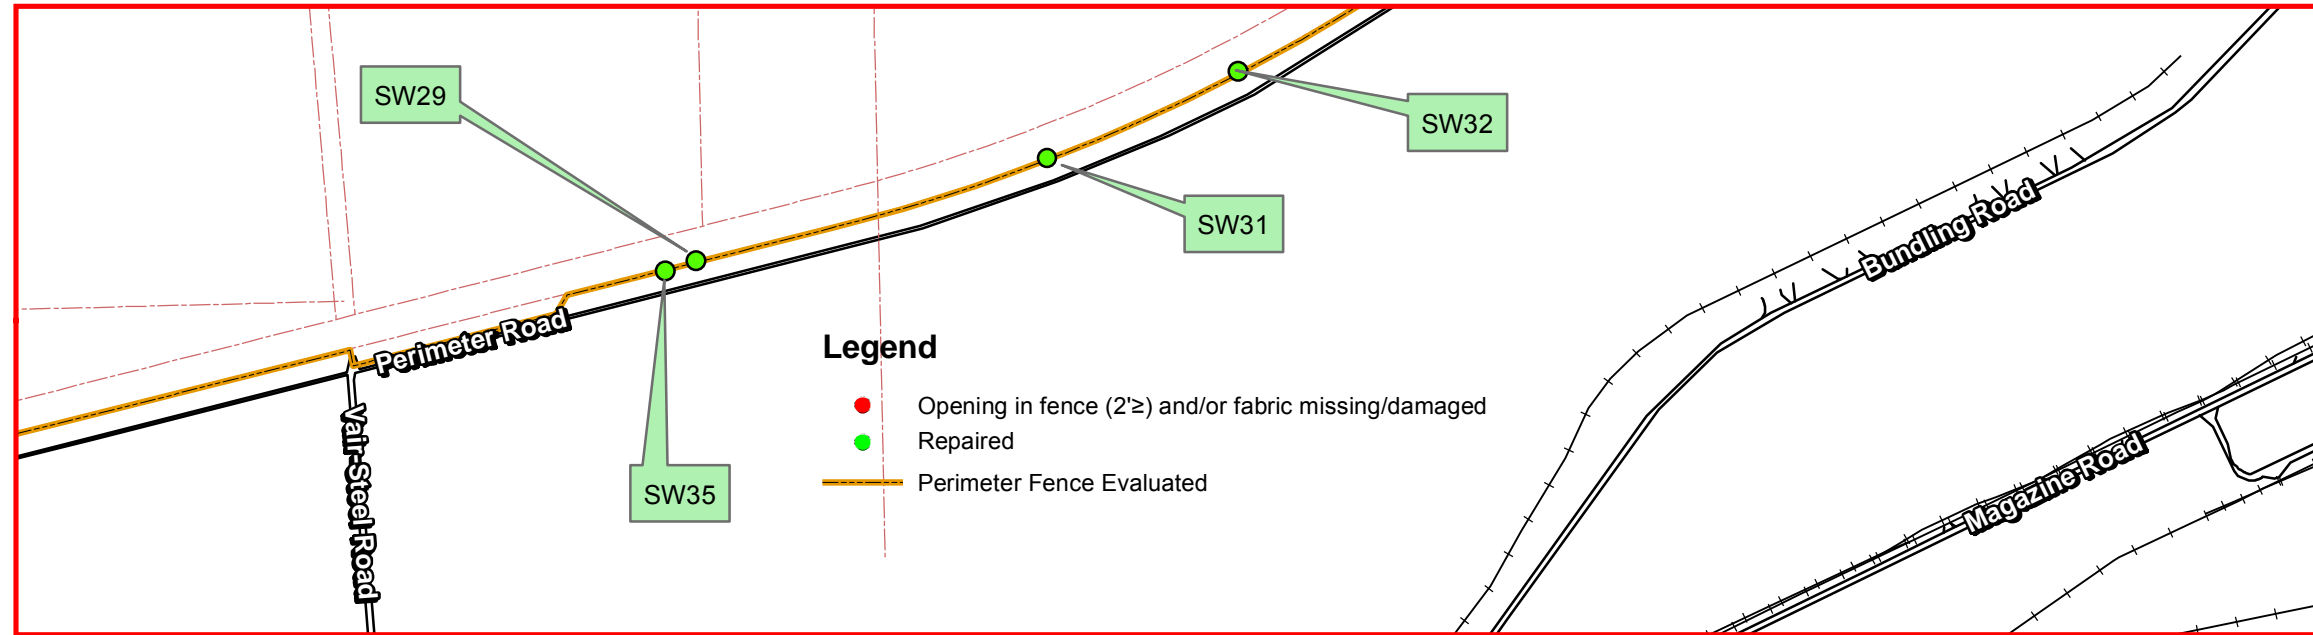 SW29
SW32
SW31
Bundling Road
Perimeter Road
Legend
Opening in fence (2'≥) and/or fabric missing/damaged
Repaired
Perimeter Fence Evaluated
SW35
Vair Steel Road
Magazine Road